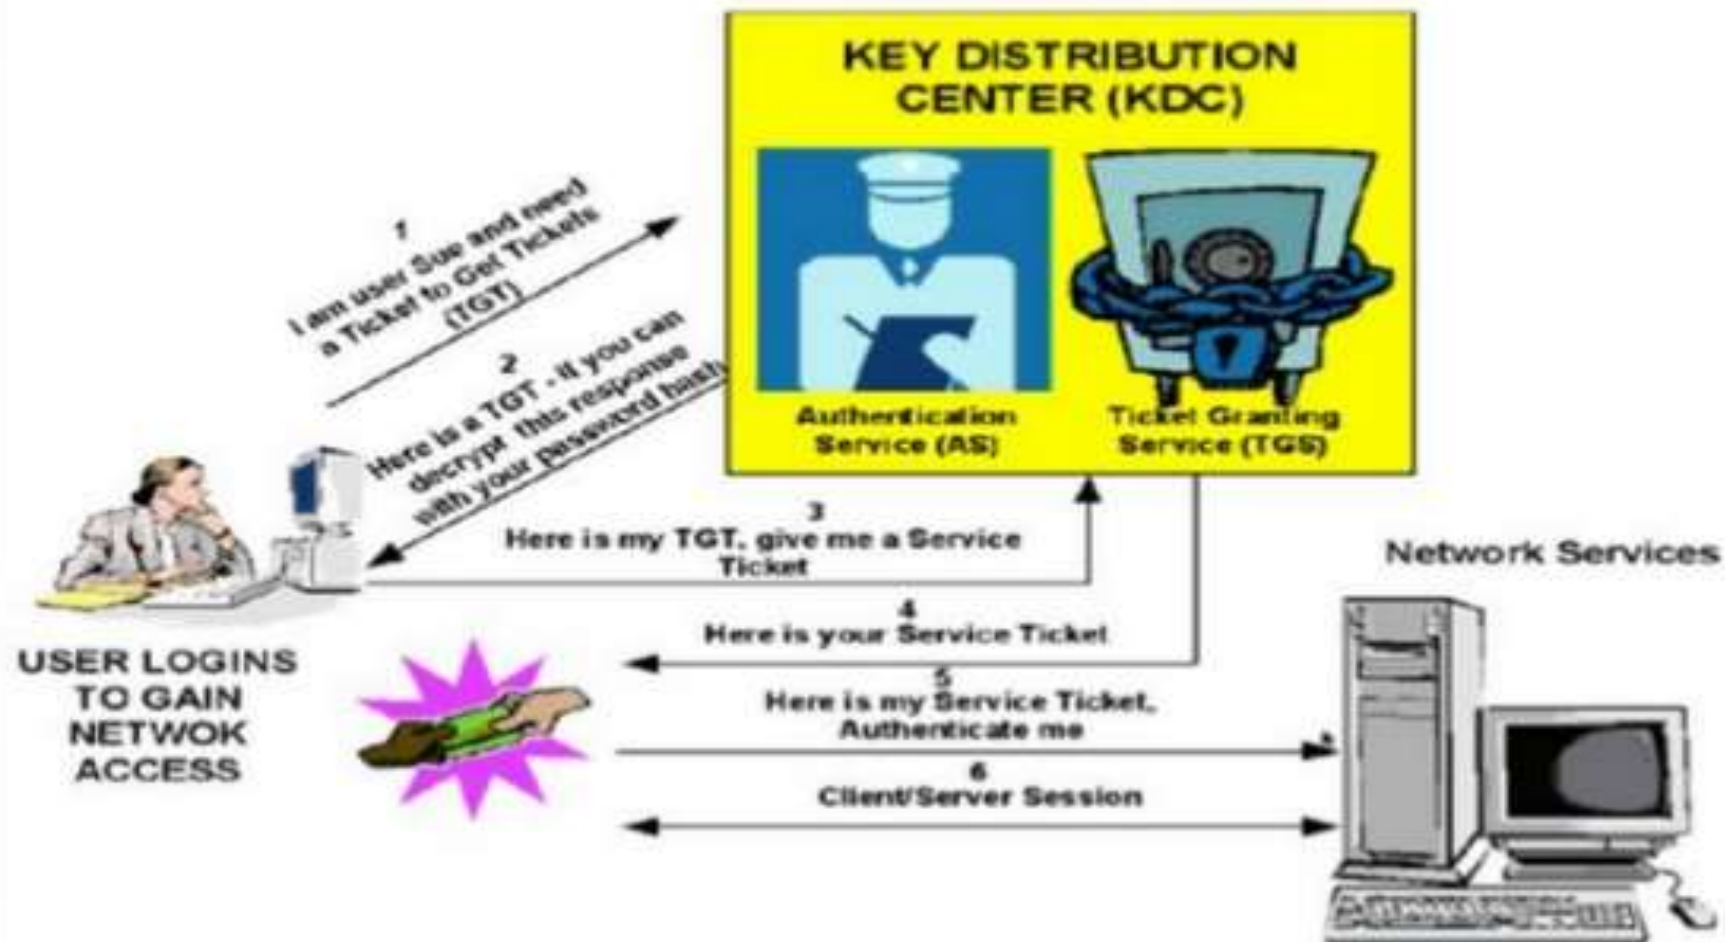 KEY DISTRIBUTION
CENTER (KDC)
Authentication
Service (AS)
Ticket Granting
Service (TGS)
1
I am user Sue and need
a Ticket to Get Tickets
(TGT)
2
Here is a TGT - if you can
decrypt this response
with your password hash
3
Here is my TGT, give me a Service
Ticket
4
Here is your Service Ticket
5
Here is my Service Ticket,
Authenticate me
6
Client/Server Session
USER LOGINS
TO GAIN
NETWOK
ACCESS
Network Services